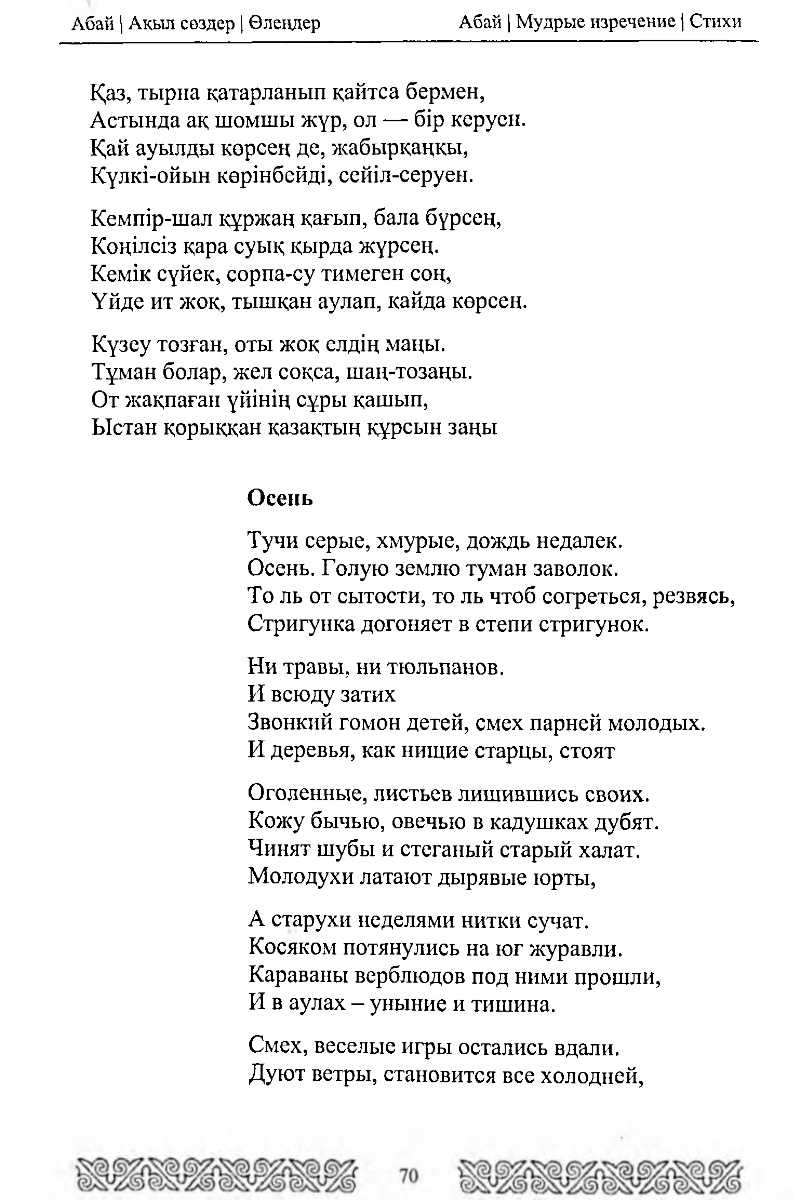 Абай | Ақыл сөздер | Өлеңдер
Абай | Мудрые изречение | Стихи
Қаз, тырна қатарланып қайтса бермен,
Астында ақ шомшы жүр, ол — бір керуен.
Қай ауылды көрсең де, жабырқаңқы,
Күлкі-ойын көрінбейді, сейіл-серуен.
Кемпір-шал құржаң қағып, бала бүрсең,
Көңілсіз қара суық қырда жүрсең.
Кемік сүйек, сорпа-су тимеген соң,
Үйде ит жоқ, тышқан аулап, қайда көрсең.
Күзеу тозған, оты жоқ елдің маңы.
Тұман болар, жел соқса, шаң-тозаңы.
От жақпаған үйінің сұры қашып,
Ыстан қорыққан қазақтың құрсын заңы
Осень
Тучи серые, хмурые, дождь недалек.
Осень. Голую землю туман заволок.
То ль от сытости, то ль чтоб согреться, резвясь,
Стригунка догоняет в степи стригунок.
Ни травы, ни тюльпанов.
И всюду затих
Звонкий гомон детей, смех парней молодых.
И деревья, как нищие старцы, стоят
Оголенные, листьев лишившись своих.
Кожу бычью, овечью в кадушках дубят.
Чинят шубы и стеганый старый халат.
Молодухи латают дырявые юрты,
А старухи неделями нитки сучат.
Косяком потянулись на юг журавли.
Караваны верблюдов под ними прошли,
И в аулах – уныние и тишина.
Смех, веселые игры остались вдали.
Дуют ветры, становится все холодней,
70